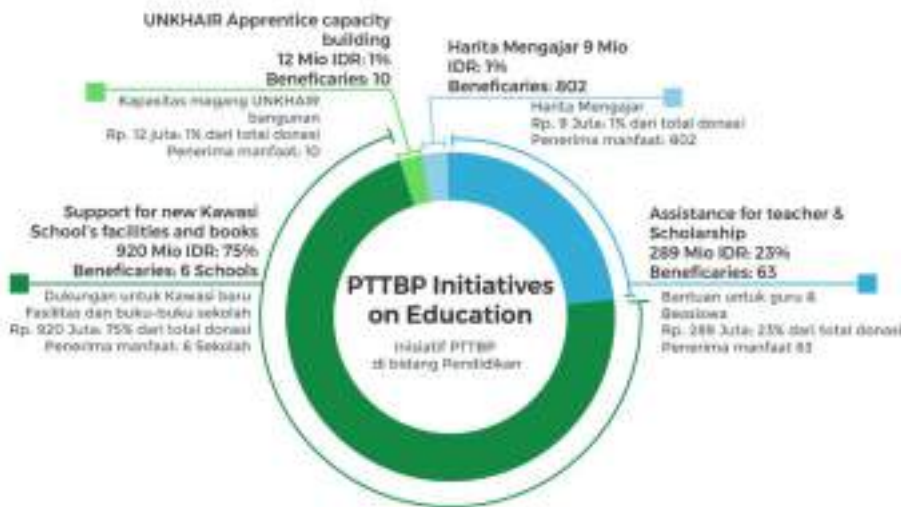 UNKHAIR Apprentice capacity
building
12 Mio IDR: 1%
Beneficaries: 10
Kapasitas magang UNKHAIR
bangunan
Rp. 12 juta: 1% dari total donasi
Penerima manfaat: 10
Harita Mengajar 9 Mio
IDR: 1%
Beneficaries: 802
Harita Mengajar
Rp. 9 Juta: 1% dari total donasi
Penerima manfaat: 802
Support for new Kawasi
School's facilities and books
920 Mio IDR: 75%
Beneficaries: 6 Schools
Dukungan untuk Kawasi baru
Fasilitas dan buku-buku sekolah
Rp. 920 Juta: 75% dari total donasi
Penerima manfaat: 6 Sekolah
PTTBP Initiatives
on Education
Inisiatif PTTBP
di bidang Pendidikan
Assistance for teacher &
Scholarship
289 Mio IDR: 23%
Beneficaries: 63
Bantuan untuk guru &
Beasiswa
Rp. 289 Juta: 23% dari total donasi
Penerima manfaat 63